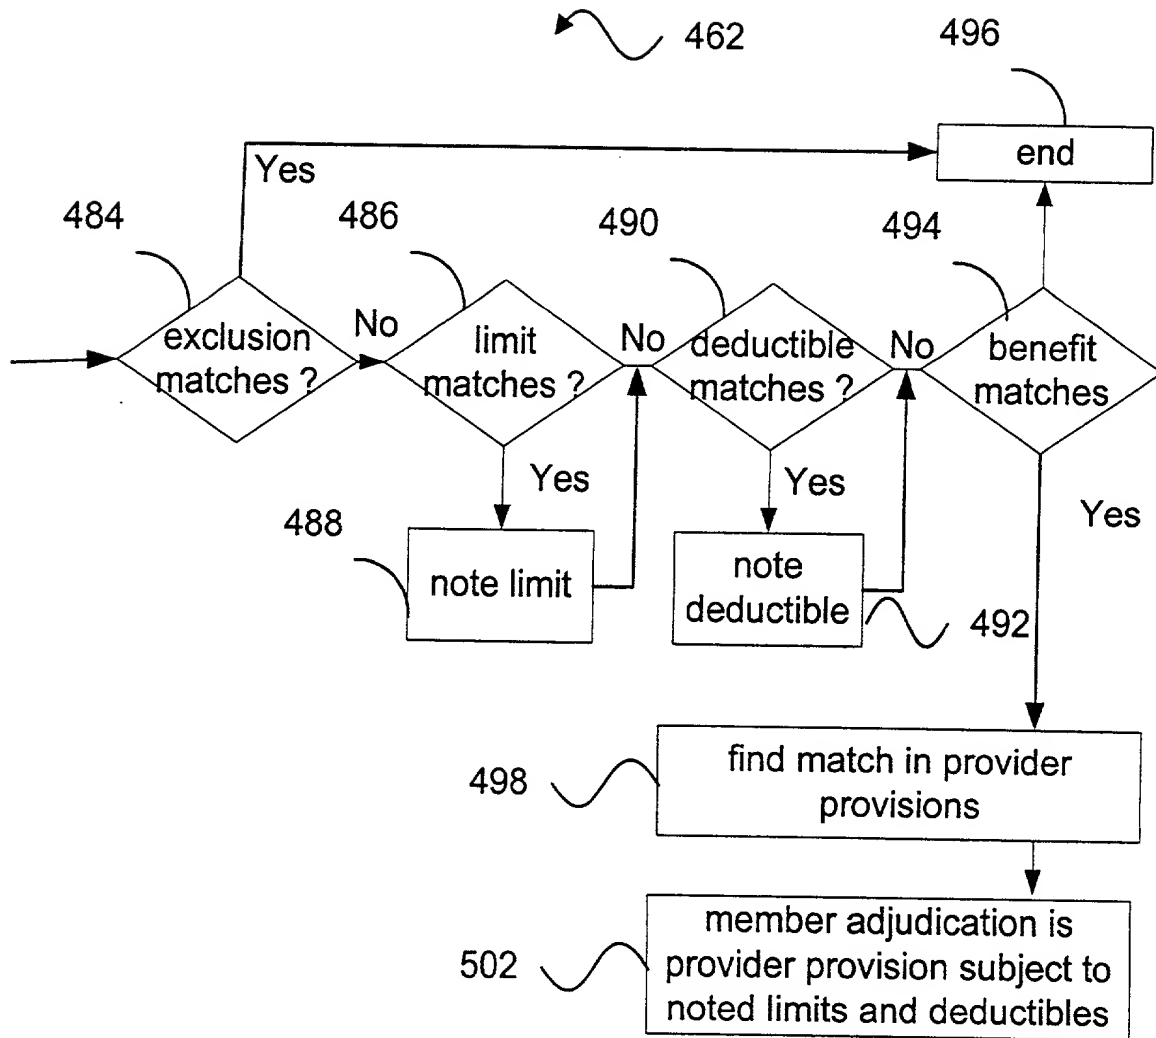 462
496
end
Yes
484
486
490
494
exclusion
matches ?
No
limit
matches ?
No
deductible
matches ?
No
benefit
matches
Yes
Yes
Yes
488
note limit
note
deductible
492
498
find match in provider
provisions
502
member adjudication is
provider provision subject to
noted limits and deductibles